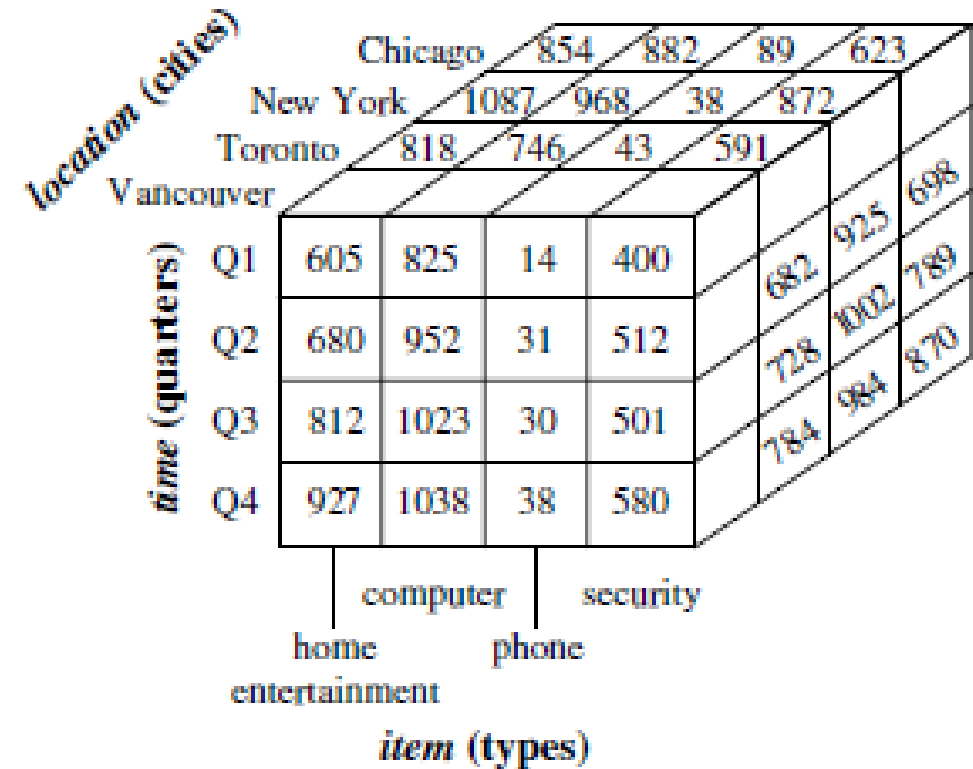 location (cities)
Chicago 854 882 89 623
New York 1087 968 38 872
Toronto 818 746 43 591
Vancouver
time (quarters)
Q1 605 825 14 400
Q2 680 952 31 512
Q3 812 1023 30 501
Q4 927 1038 38 580
682 925 698
728 1002 789
784 984 870
computer security
home phone
entertainment
item (types)